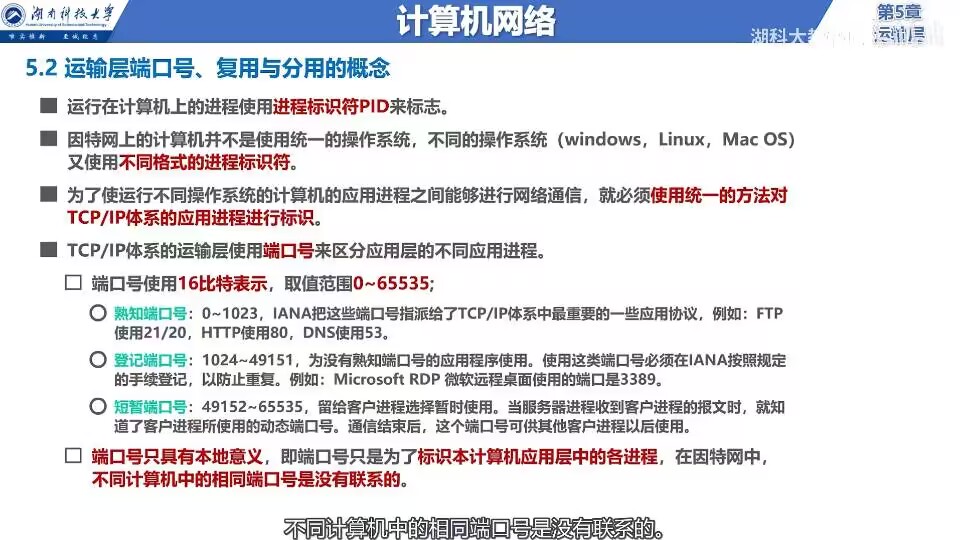 湖南科技大学
Hunan University of Science and Technology
唯实惟新 至诚致志
计算机网络
第5章
运输层
湖科大教
5.2 运输层端口号、复用与分用的概念
■ 运行在计算机上的进程使用进程标识符PID来标志。
■ 因特网上的计算机并不是使用统一的操作系统，不同的操作系统（windows，Linux，Mac OS）
又使用不同格式的进程标识符。
■ 为了使运行不同操作系统的计算机的应用进程之间能够进行网络通信，就必须使用统一的方法对
TCP/IP体系的应用进程进行标识。
■ TCP/IP体系的运输层使用端口号来区分应用层的不同应用进程。
□ 端口号使用16比特表示，取值范围0~65535;
○ 熟知端口号：0~1023，IANA把这些端口号指派给了TCP/IP体系中最重要的一些应用协议，例如：FTP
使用21/20，HTTP使用80，DNS使用53。
○ 登记端口号：1024~49151，为没有熟知端口号的应用程序使用。使用这类端口号必须在IANA按照规定
的手续登记，以防止重复。例如：Microsoft RDP 微软远程桌面使用的端口是3389。
○ 短暂端口号：49152~65535，留给客户进程选择暂时使用。当服务器进程收到客户进程的报文时，就知
道了客户进程所使用的动态端口号。通信结束后，这个端口号可供其他客户进程以后使用。
□ 端口号只具有本地意义，即端口号只是为了标识本计算机应用层中的各进程，在因特网中，
不同计算机中的相同端口号是没有联系的。
不同计算机中的相同端口号是没有联系的。